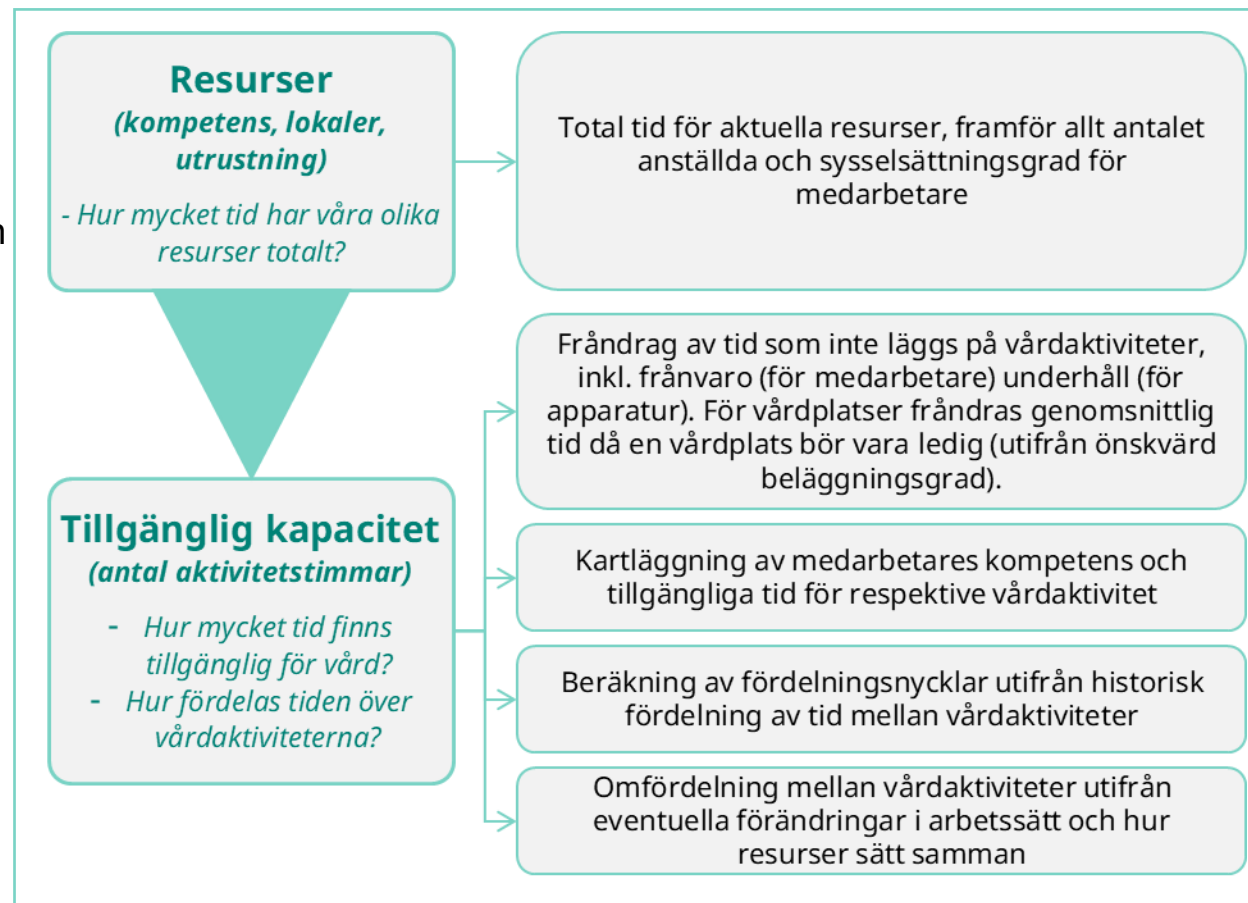 Resurser
(kompetens, lokaler,
utrustning)
- Hur mycket tid har våra olika
resurser totalt?
Total tid för aktuella resurser, framför allt antalet
anställda och sysselsättningsgrad för
medarbetare
n
Fråndrag av tid som inte läggs på vårdaktiviteter,
inkl. frånvaro (för medarbetare) underhåll (för
apparatur). För vårdplatser fråndras genomsnittlig
tid då en vårdplats bör vara ledig (utifrån önskvärd
beläggningsgrad).
Tillgänglig kapacitet
(antal aktivitetstimmar)
- Hur mycket tid finns
tillgänglig för vård?
- Hur fördelas tiden över
vårdaktiviteterna?
Kartläggning av medarbetares kompetens och
tillgängliga tid för respektive vårdaktivitet
Beräkning av fördelningsnycklar utifrån historisk
fördelning av tid mellan vårdaktiviteter
Omfördelning mellan vårdaktiviteter utifrån
eventuella förändringar i arbetssätt och hur
resurser sätt samman